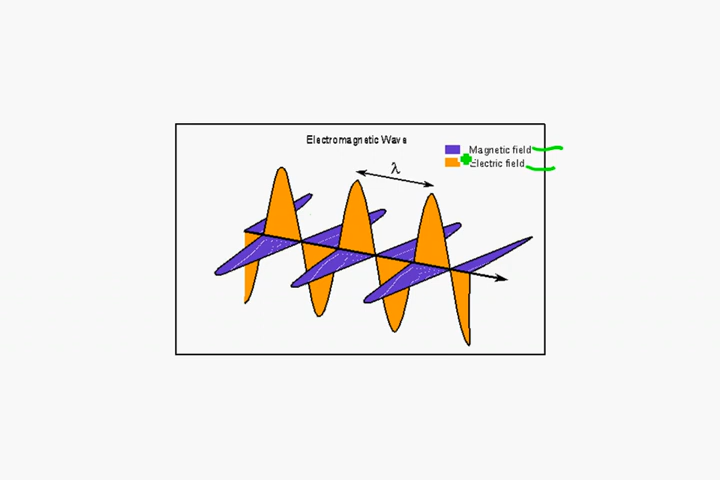 Electromagnetic Wave
Magnetic field
Electric field
λ